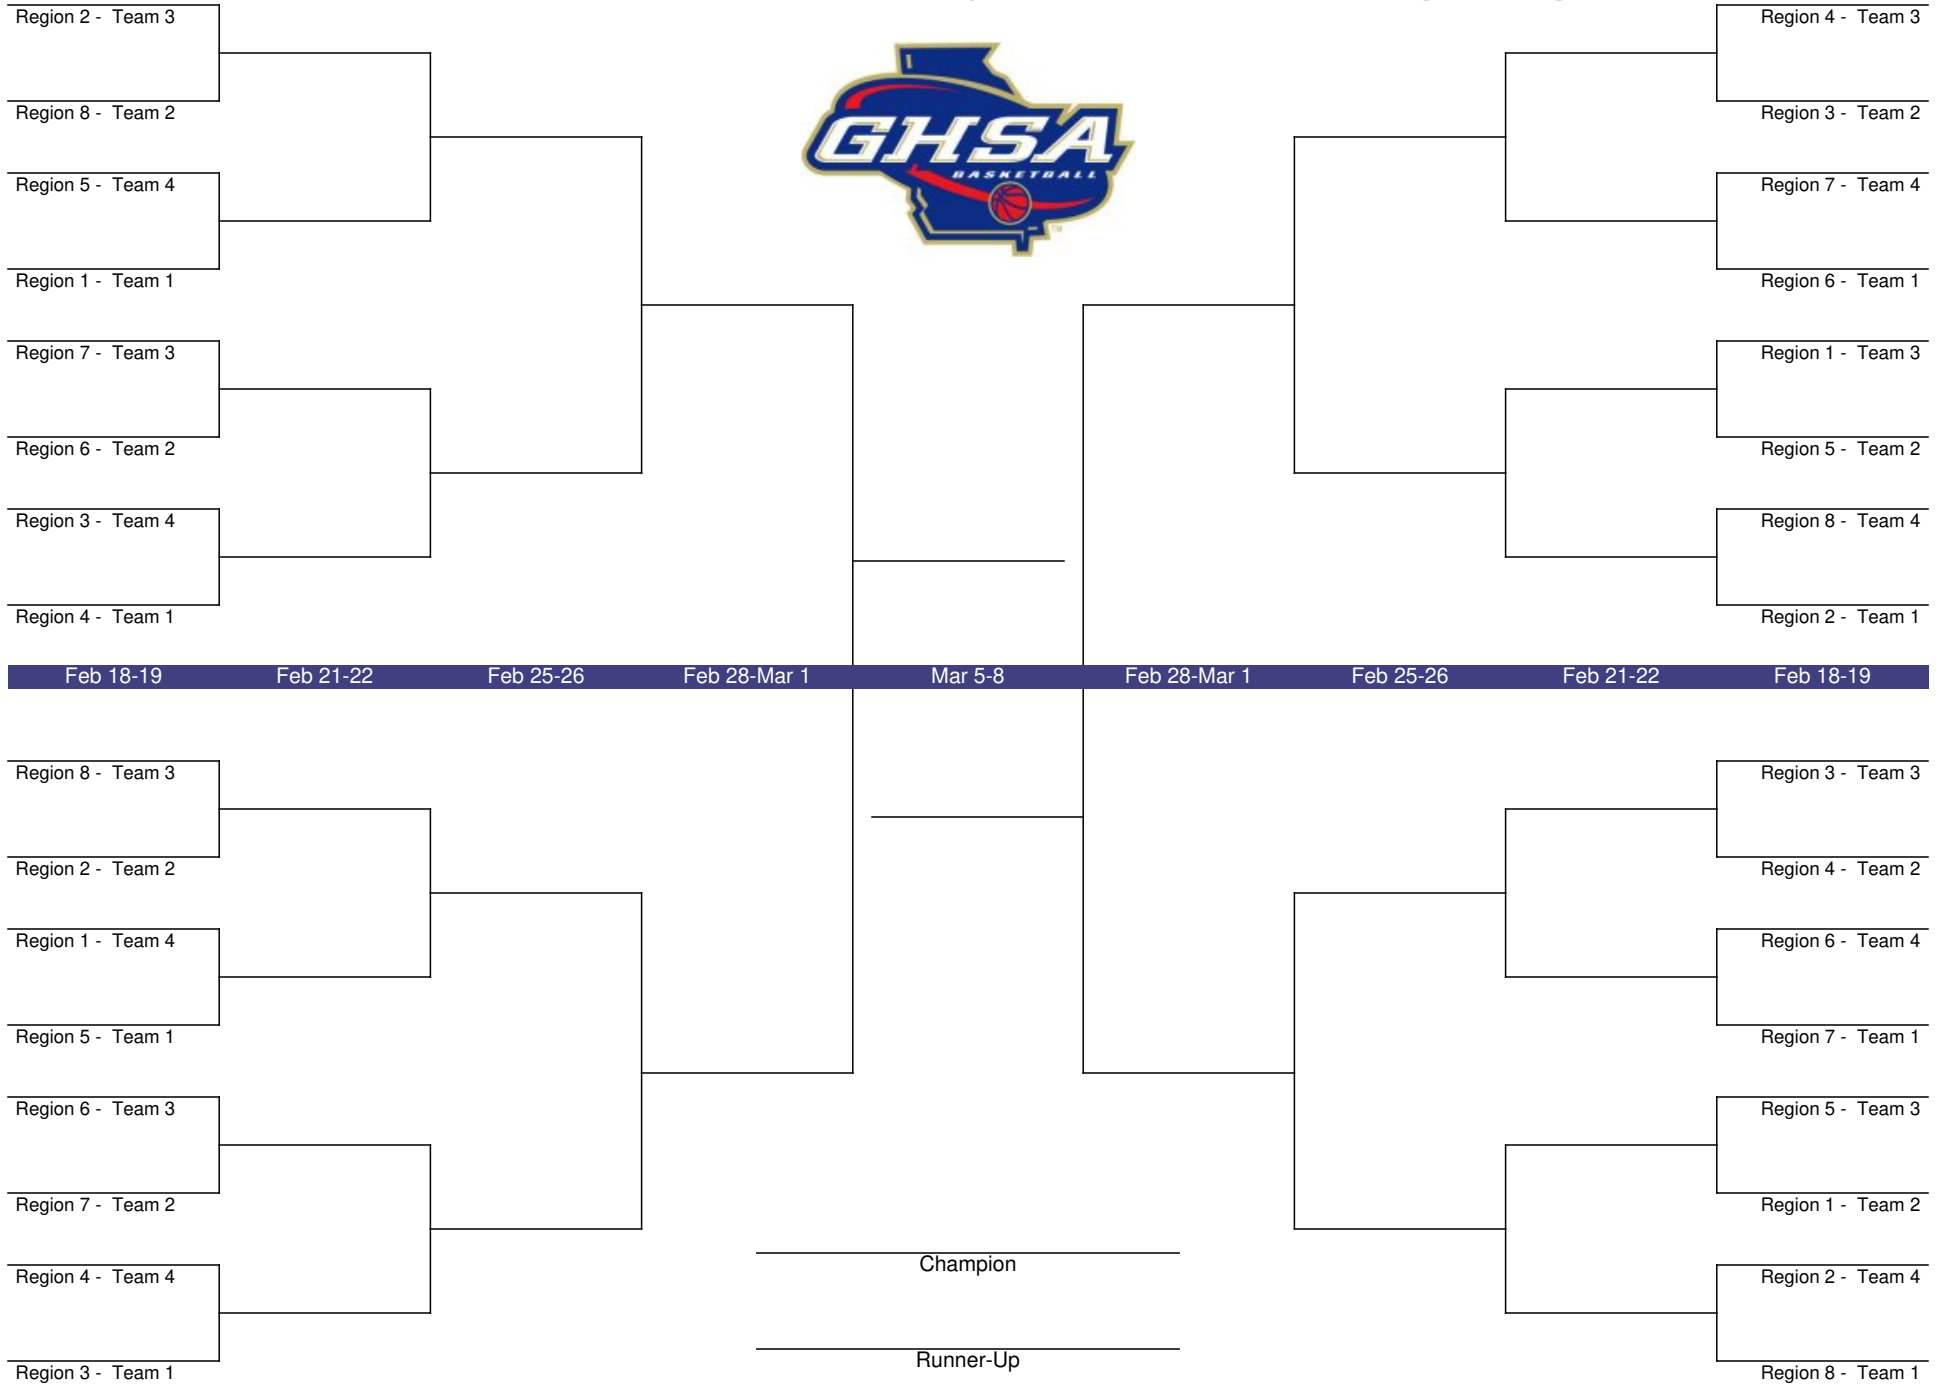 Region 2 - Team 3
Region 8 - Team 2
Region 5 - Team 4
Region 1 - Team 1
Region 7 - Team 3
Region 6 - Team 2
Region 3 - Team 4
Region 4 - Team 1
GHSA
BASKETBALL
TM
Region 4 - Team 3
Region 3 - Team 2
Region 7 - Team 4
Region 6 - Team 1
Region 1 - Team 3
Region 5 - Team 2
Region 8 - Team 4
Region 2 - Team 1
Feb 18-19 Feb 21-22 Feb 25-26 Feb 28-Mar 1 Mar 5-8 Feb 28-Mar 1 Feb 25-26 Feb 21-22 Feb 18-19
Region 8 - Team 3
Region 2 - Team 2
Region 1 - Team 4
Region 5 - Team 1
Region 6 - Team 3
Region 7 - Team 2
Region 4 - Team 4
Region 3 - Team 1
Region 3 - Team 3
Region 4 - Team 2
Region 6 - Team 4
Region 7 - Team 1
Region 5 - Team 3
Region 1 - Team 2
Region 2 - Team 4
Region 8 - Team 1
Champion
Runner-Up